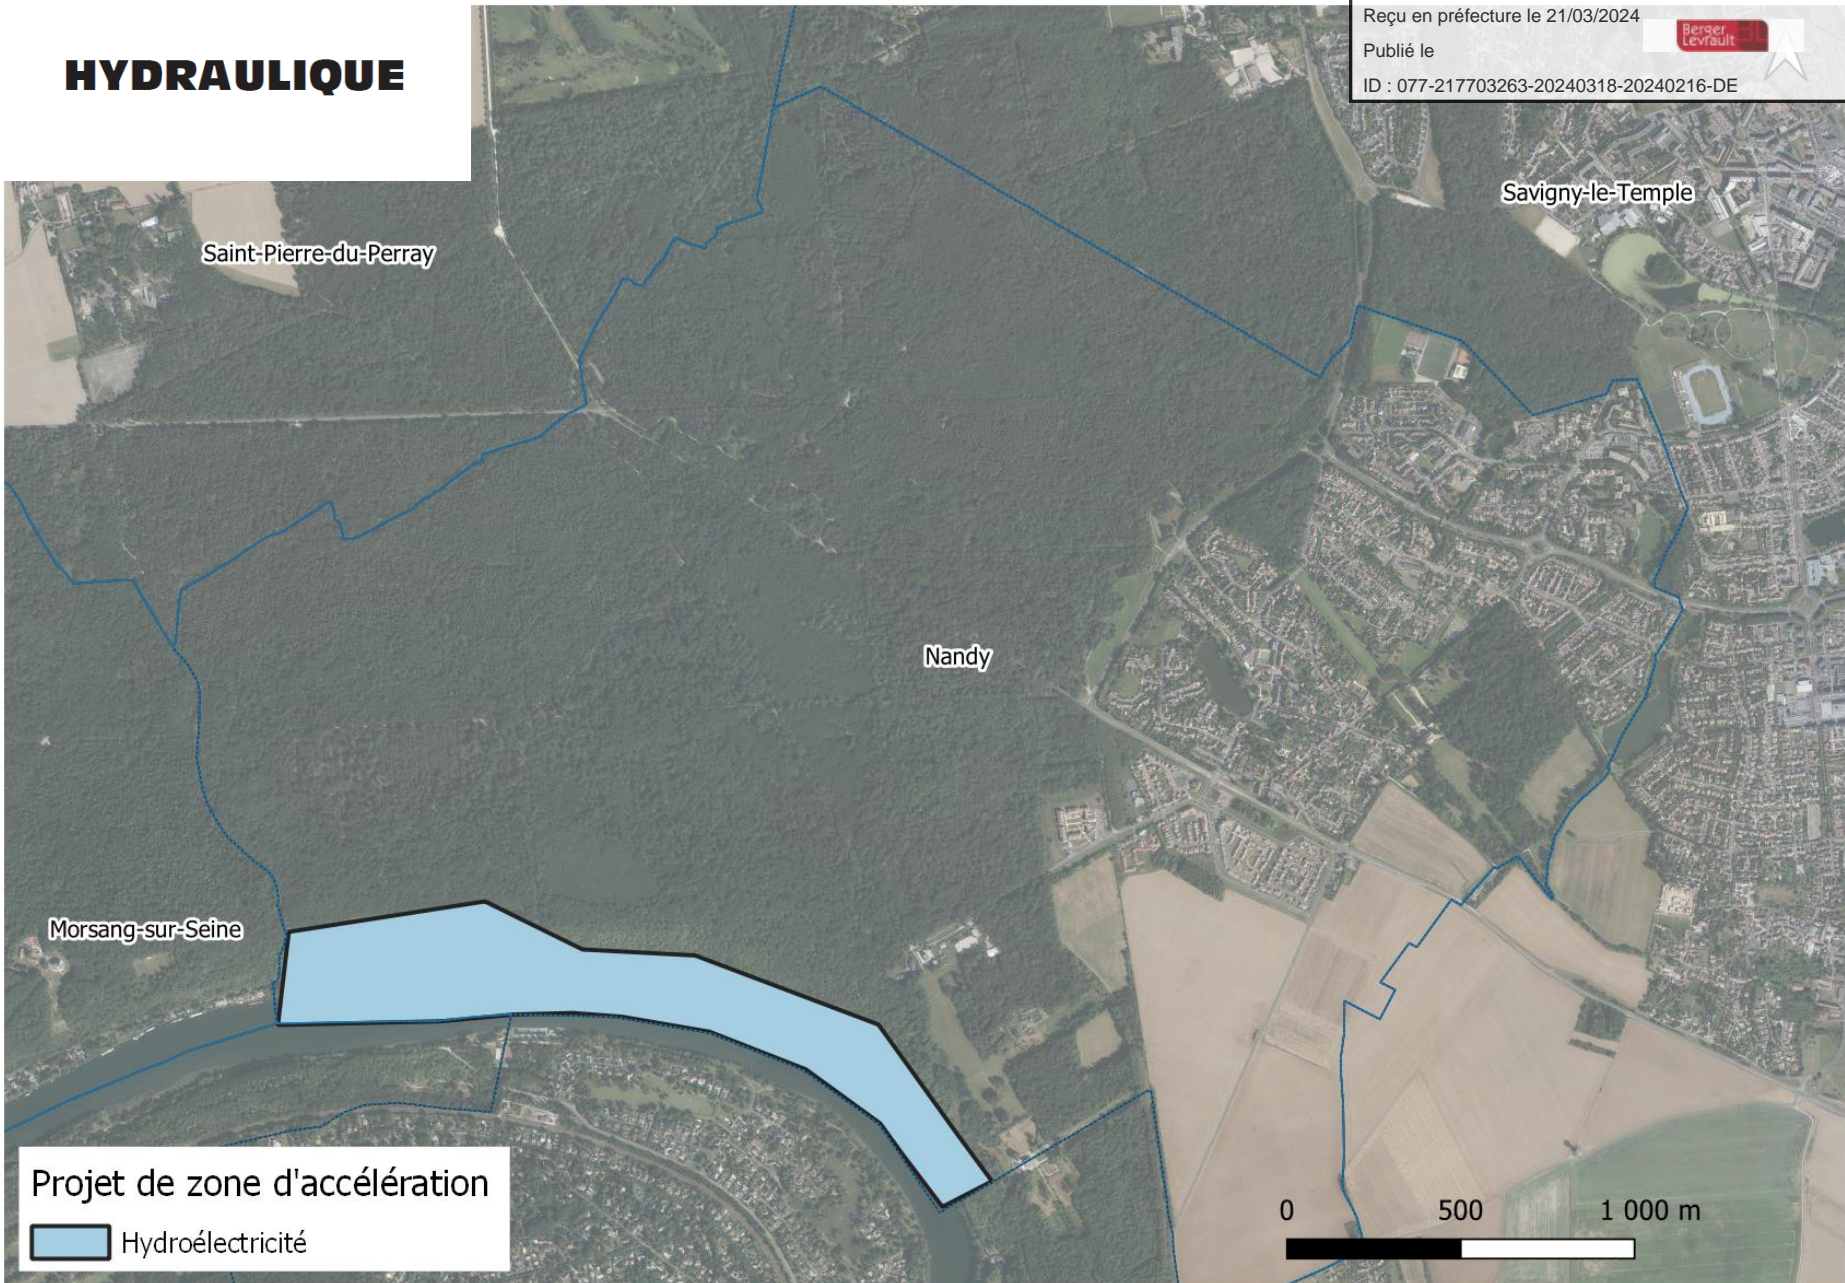 HYDRAULIQUE
Reçu en préfecture le 21/03/2024
Publié le
ID : 077-217703263-20240318-20240216-DE
Berger
Levrault
Savigny-le-Temple
Saint-Pierre-du-Perray
Nandy
Morsang-sur-Seine
Projet de zone d'accélération
Hydroélectricité
0 500 1 000 m